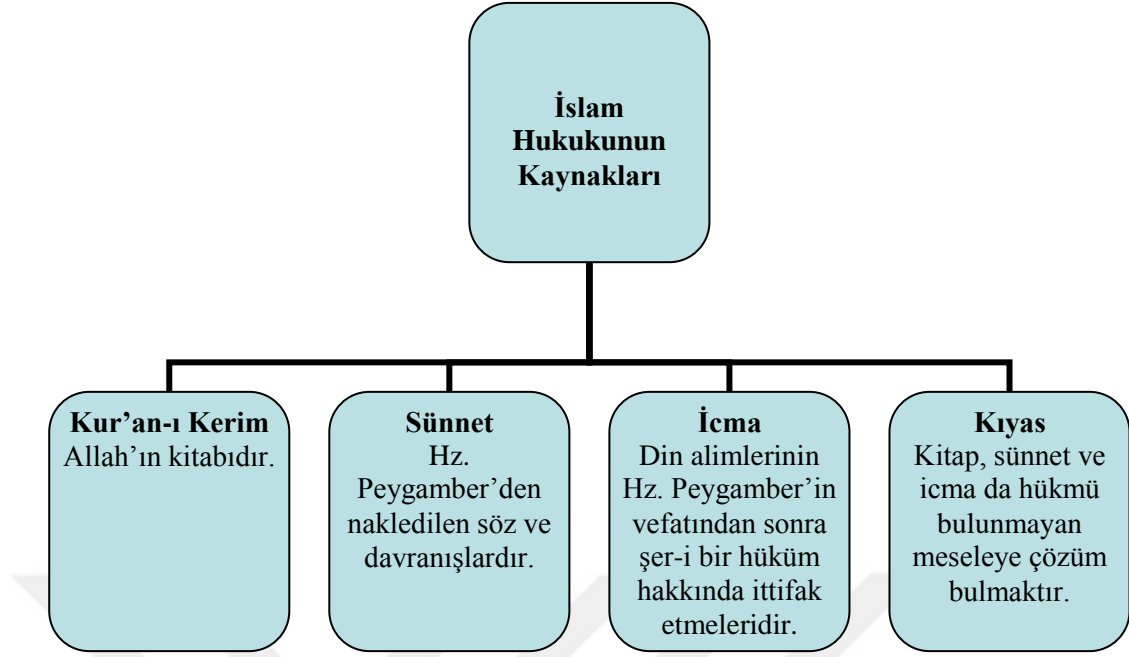 İslam
Hukukunun
Kaynakları
Kur’an-ı Kerim
Allah’ın kitabıdır.
Sünnet
Hz.
Peygamber’den
nakledilen söz ve
davranışlardır.
İcma
Din alimlerinin
Hz. Peygamber’in
vefatından sonra
şer-i bir hüküm
hakkında ittifak
etmeleridir.
Kıyas
Kitap, sünnet ve
icma da hükmü
bulunmayan
meseleye çözüm
bulmaktır.